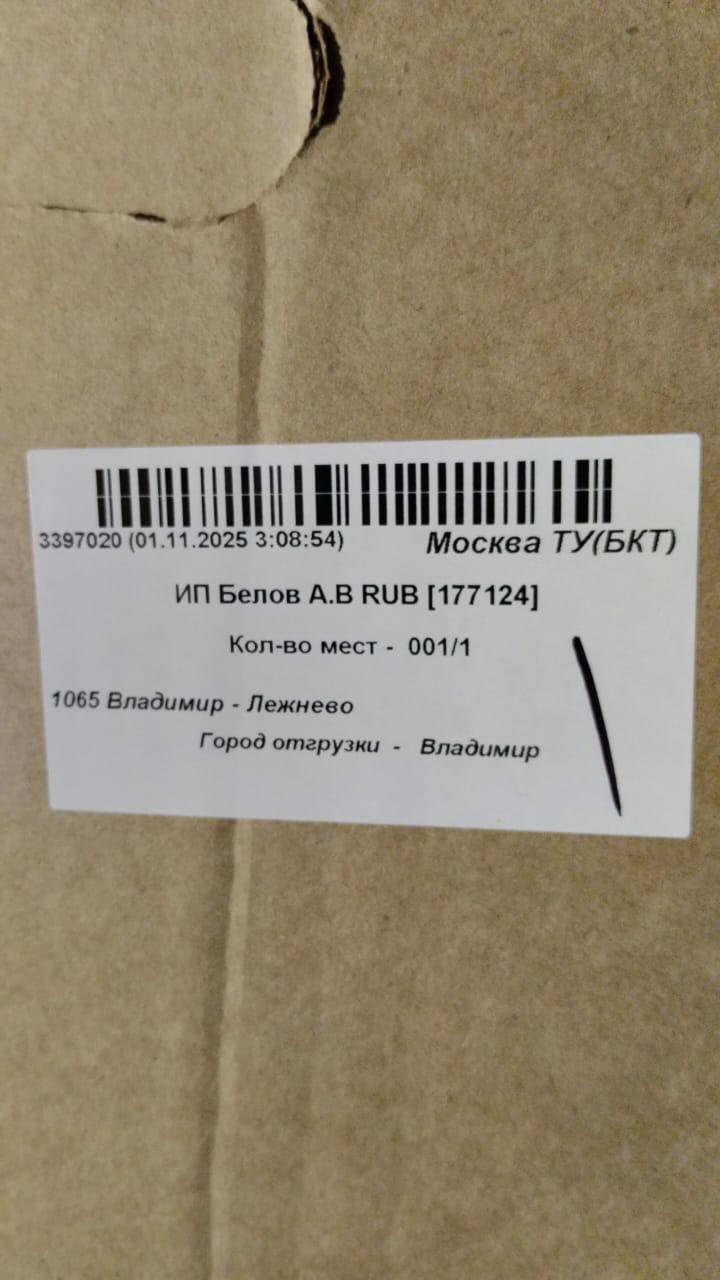 3397020 (01.11.2025 3:08:54) Москва ТУ(БКТ)
ИП Белов А.В RUB [177124]
Кол-во мест - 001/1
1065 Владимир - Лежнево
Город отгрузки - Владимир